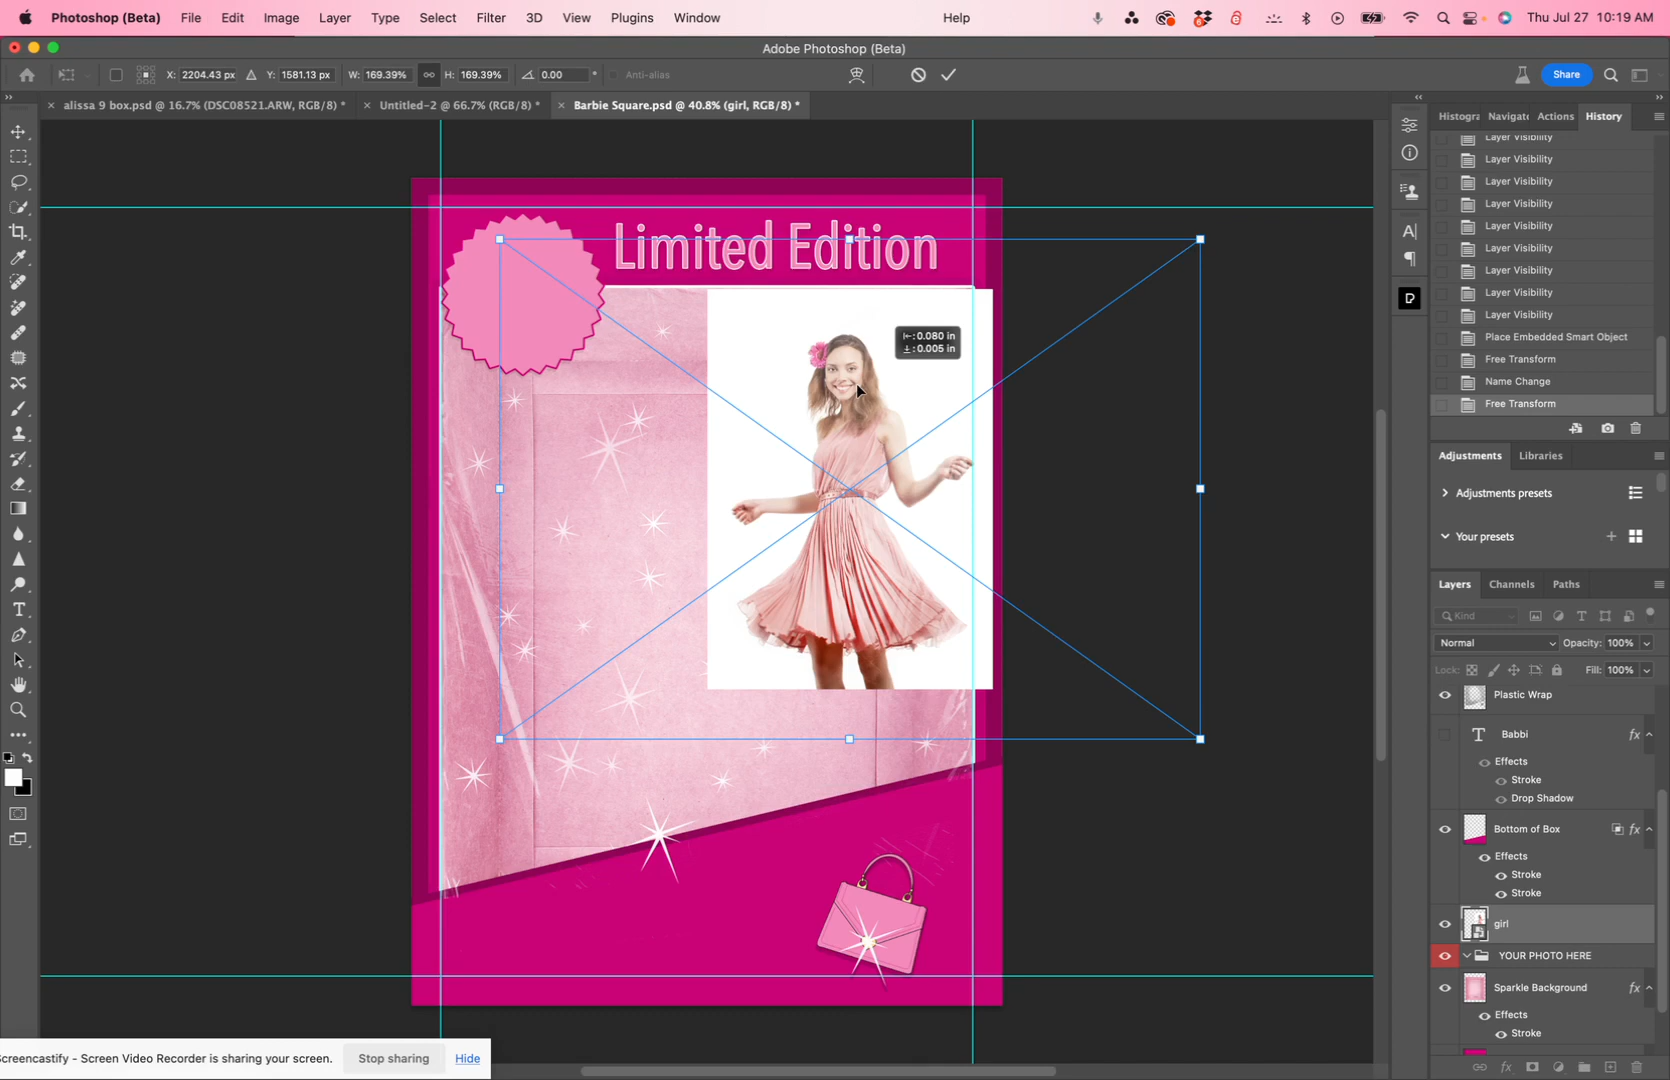 Photoshop (Beta) File Edit Image Layer Type Select Filter 3D View Plugins Window Help Thu Jul 27 10:19 AM
Adobe Photoshop (Beta)
X: 2204.43 px Y: 1581.13 px W: 169.39% H: 169.39% 0.00 ° Anti-alias Share
alissa 9 box.psd @ 16.7% (DSC08521.ARW, RGB/8) * Untitled-2 @ 66.7% (RGB/8) * Barbie Square.psd @ 40.8% (girl, RGB/8) *
Histogra Navigato Actions History
Layer Visibility
Layer Visibility
Layer Visibility
Layer Visibility
Layer Visibility
Layer Visibility
Layer Visibility
Layer Visibility
Layer Visibility
Place Embedded Smart Object
Free Transform
Name Change
Free Transform
Limited Edition
0.080 in
0.005 in
Adjustments Libraries
Adjustments presets
Your presets
Layers Channels Paths
Kind
Normal Opacity: 100%
Lock: Fill: 100%
Plastic Wrap
Babbi fx
Effects
Stroke
Drop Shadow
Bottom of Box fx
Effects
Stroke
Stroke
girl
YOUR PHOTO HERE
Sparkle Background fx
Effects
Stroke
fx
Screencastify - Screen Video Recorder is sharing your screen. Stop sharing Hide